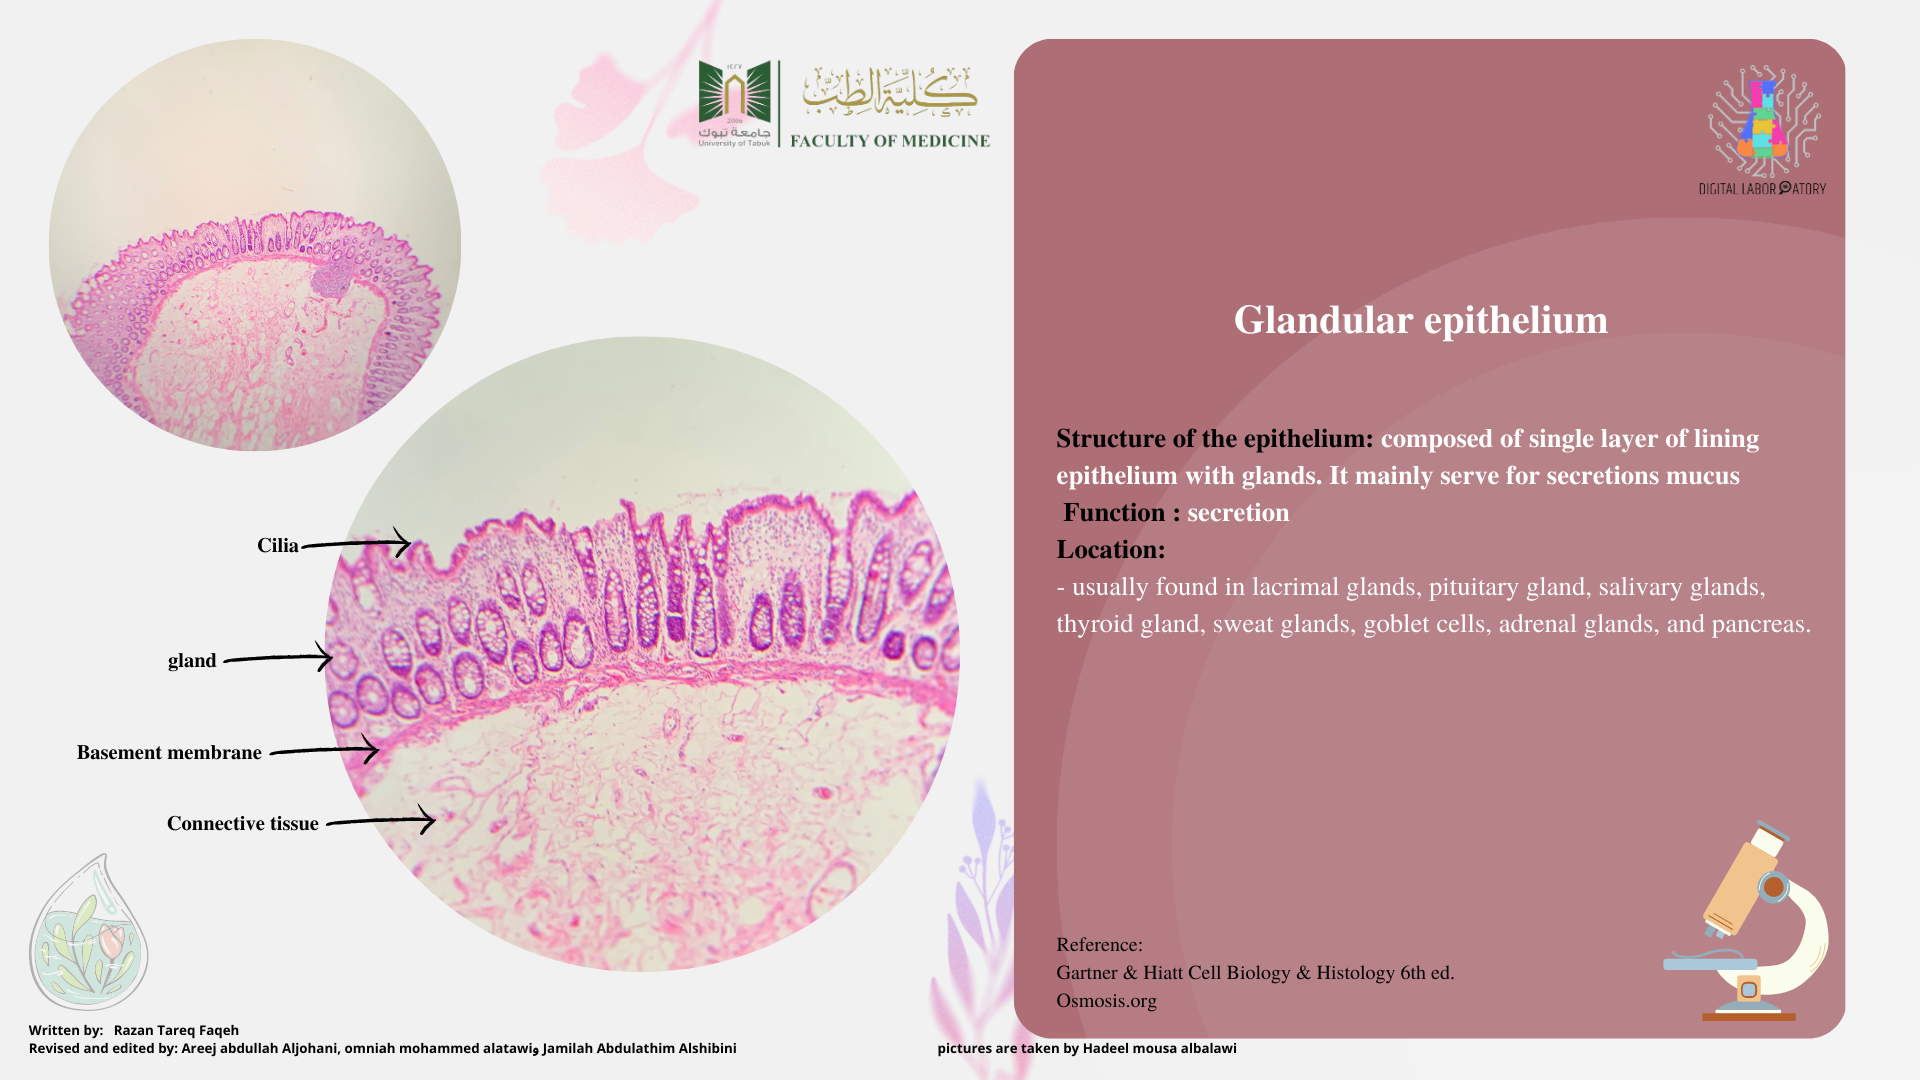 ١٤٢٧
2006
جامعة تبوك
University of Tabuk
كلية الطب
FACULTY OF MEDICINE
DIGITAL LABORATORY
Glandular epithelium
Structure of the epithelium: composed of single layer of lining
epithelium with glands. It mainly serve for secretions mucus
Function : secretion
Location:
- usually found in lacrimal glands, pituitary gland, salivary glands,
thyroid gland, sweat glands, goblet cells, adrenal glands, and pancreas.
Cilia
gland
Basement membrane
Connective tissue
Reference:
Gartner & Hiatt Cell Biology & Histology 6th ed.
Osmosis.org
Written by: Razan Tareq Faqeh
Revised and edited by: Areej abdullah Aljohani, omniah mohammed alatawiو Jamilah Abdulathim Alshibini
pictures are taken by Hadeel mousa albalawi